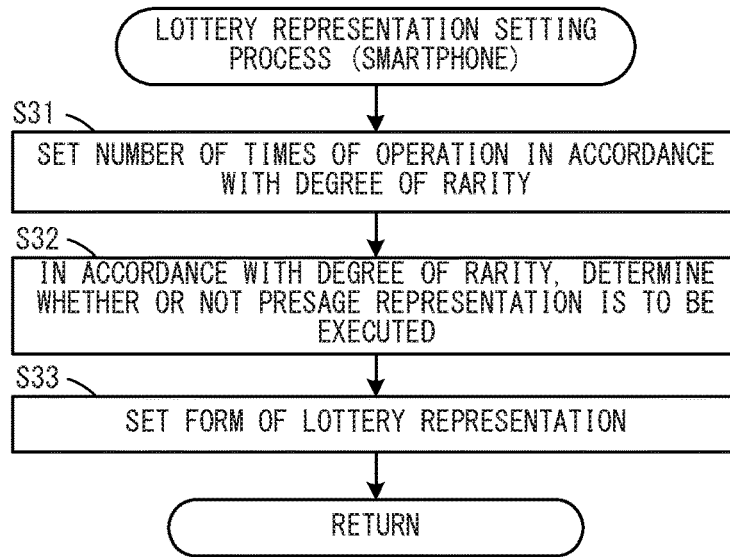 LOTTERY REPRESENTATION SETTING
PROCESS (SMARTPHONE)
S31
SET NUMBER OF TIMES OF OPERATION IN ACCORDANCE
WITH DEGREE OF RARITY
S32
IN ACCORDANCE WITH DEGREE OF RARITY, DETERMINE
WHETHER OR NOT PRESAGE REPRESENTATION IS TO BE
EXECUTED
S33
SET FORM OF LOTTERY REPRESENTATION
RETURN